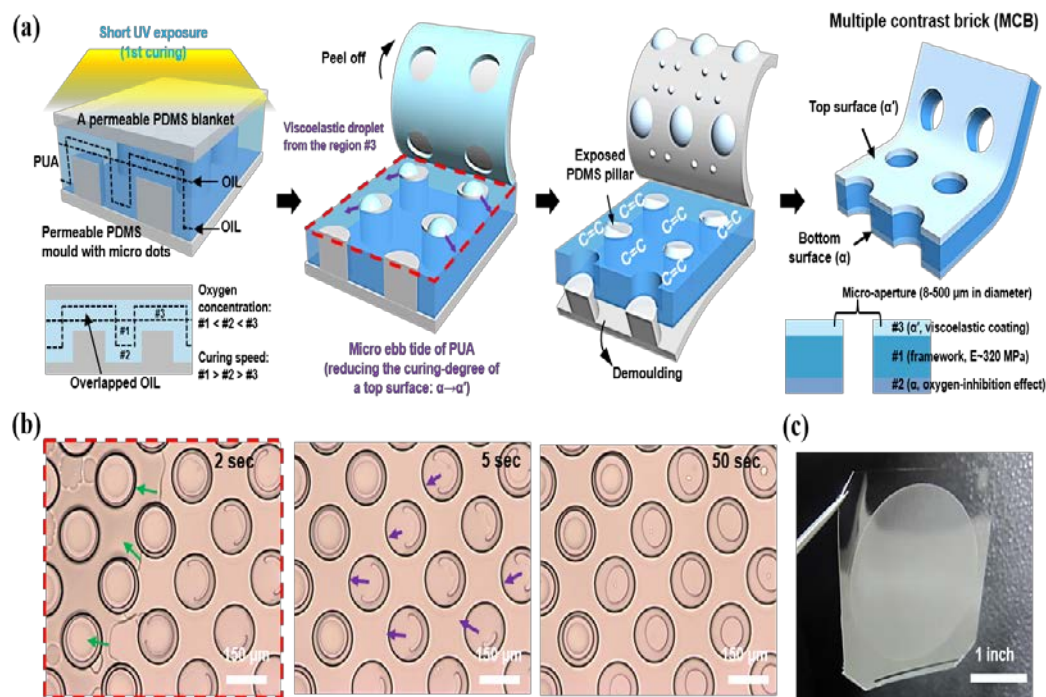 (a)
Short UV exposure
(1st curing)
A permeable PDMS blanket
PUA
OIL
OIL
Permeable PDMS
mould with micro dots
#3
#1
#2
Overlapped OIL
Oxygen
concentration:
#1 < #2 < #3
Curing speed:
#1 > #2 > #3
Peel off
Viscoelastic droplet
from the region #3
Micro ebb tide of PUA
(reducing the curing-degree of
a top surface: α→α′)
Exposed
PDMS pillar
C=C
C=C
C=C
C=C
C=C
C=C
Demoulding
Multiple contrast brick (MCB)
Top surface (α′)
Bottom
surface (α)
Micro-aperture (8-500 μm in diameter)
#3 (α′, viscoelastic coating)
#1 (framework, E~320 MPa)
#2 (α, oxygen-inhibition effect)
(b)
2 sec
150 μm
5 sec
150 μm
50 sec
150 μm
(c)
1 inch